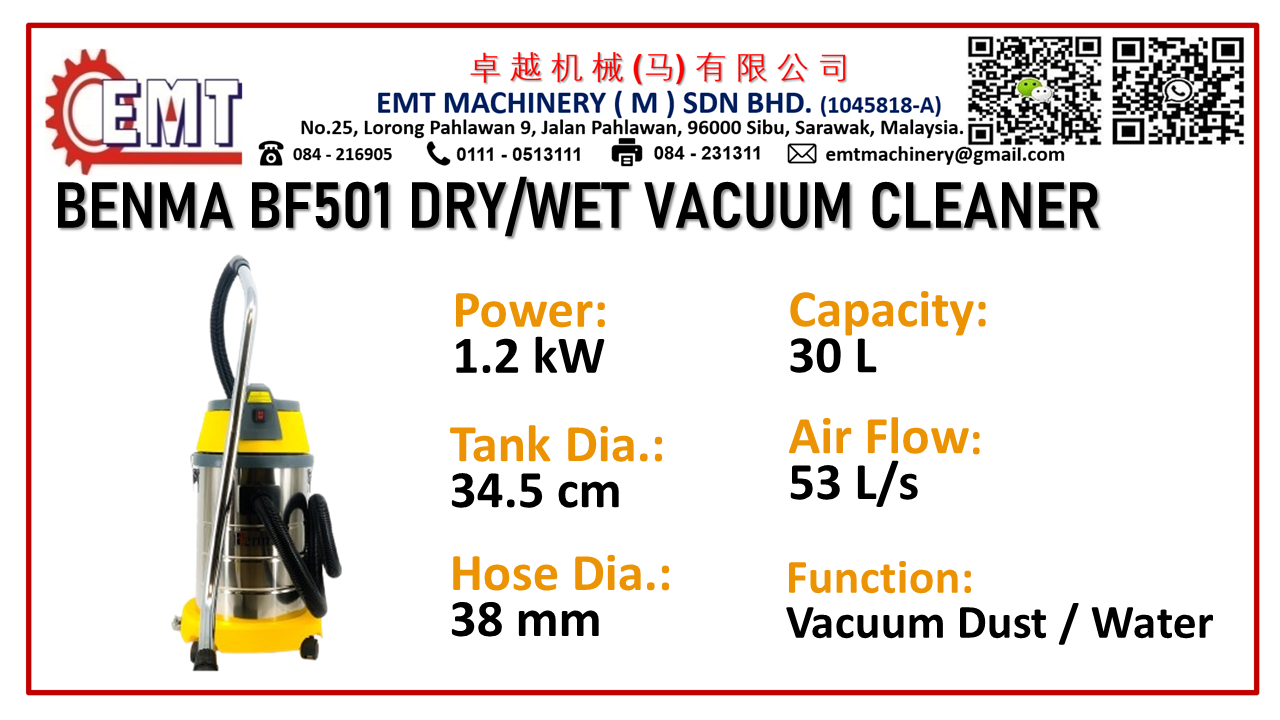 EMT
卓越机械(马)有限公司
EMT MACHINERY ( M ) SDN BHD. (1045818-A)
No.25, Lorong Pahlawan 9, Jalan Pahlawan, 96000 Sibu, Sarawak, Malaysia.
084 - 216905 0111 - 0513111 084 - 231311 emtmachinery@gmail.com
BENMA BF501 DRY/WET VACUUM CLEANER
Power:
1.2 kW
Capacity:
30 L
Tank Dia.:
34.5 cm
Air Flow:
53 L/s
Hose Dia.:
38 mm
Function:
Vacuum Dust / Water